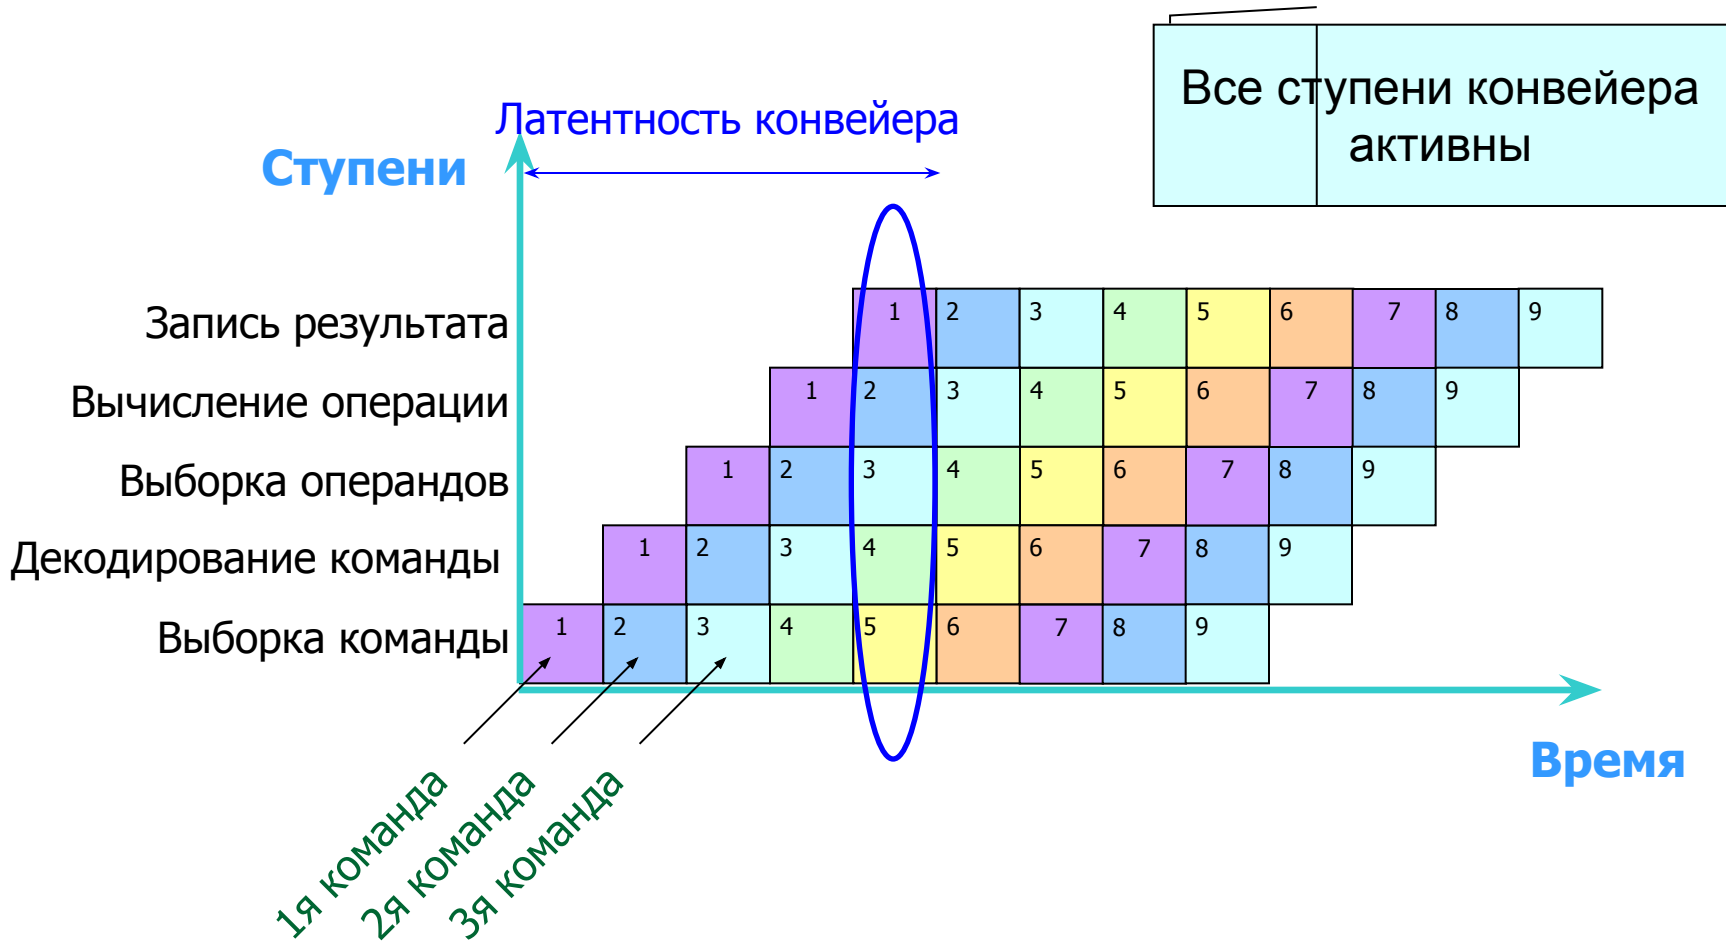 Все ступени конвейера
активны
Латентность конвейера
Ступени
Запись результата 1 2 3 4 5 6 7 8 9
Вычисление операции 1 2 3 4 5 6 7 8 9
Выборка операндов 1 2 3 4 5 6 7 8 9
Декодирование команды 1 2 3 4 5 6 7 8 9
Выборка команды 1 2 3 4 5 6 7 8 9
Время
1я команда
2я команда
3я команда